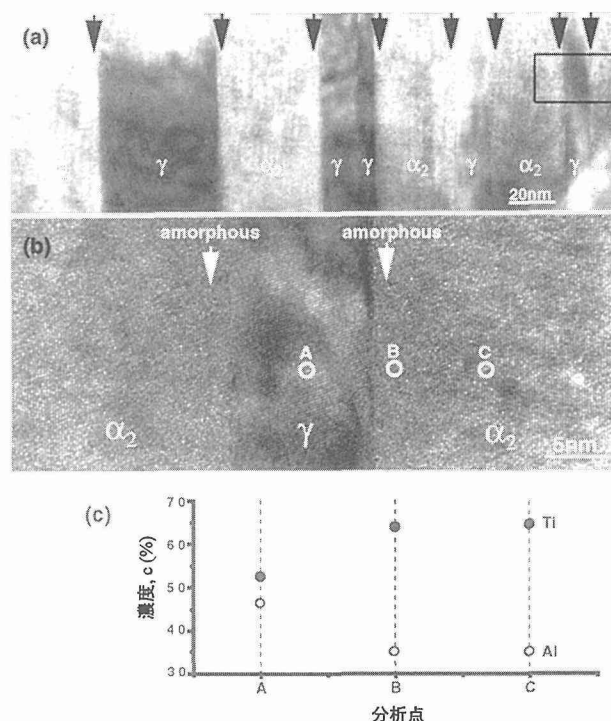 (a)
γ α₂ γ γ α₂ γ α₂ γ
20nm
amorphous amorphous
(b)
A B C
α₂ γ α₂
5nm
(c)
濃度, c (%)
70
60
50
40
30
Ti
Al
A B C
分析点